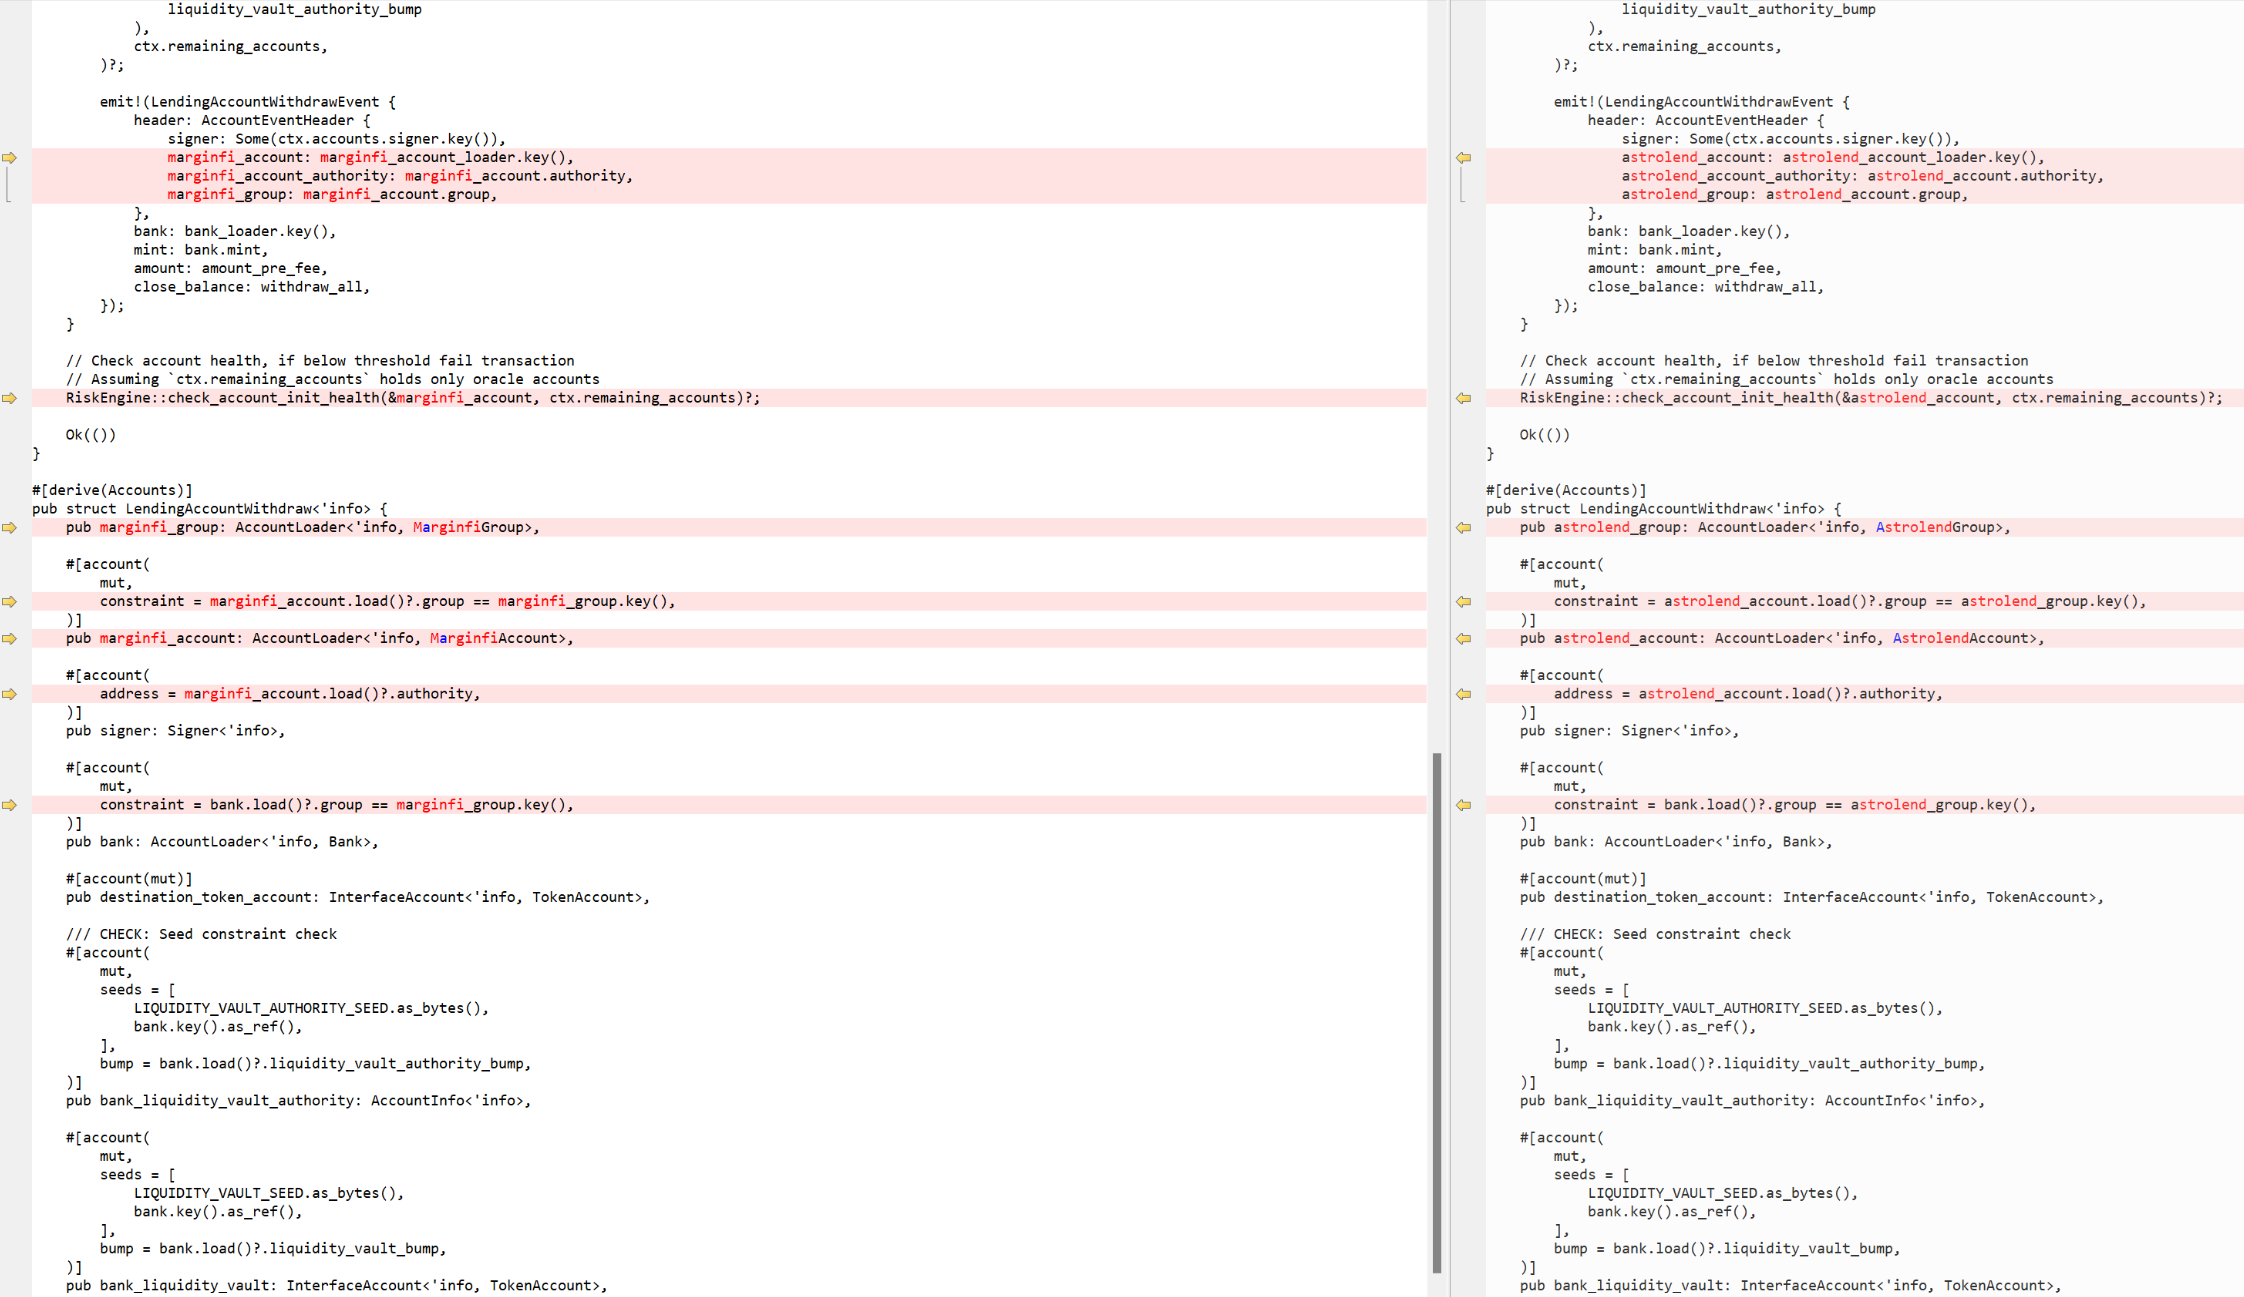 liquidity_vault_authority_bump
            ),
            ctx.remaining_accounts,
        )?;

        emit!(LendingAccountWithdrawEvent {
            header: AccountEventHeader {
                signer: Some(ctx.accounts.signer.key()),
                marginfi_account: marginfi_account_loader.key(),
                marginfi_account_authority: marginfi_account.authority,
                marginfi_group: marginfi_account.group,
            },
            bank: bank_loader.key(),
            mint: bank.mint,
            amount: amount_pre_fee,
            close_balance: withdraw_all,
        });
    }

    // Check account health, if below threshold fail transaction
    // Assuming `ctx.remaining_accounts` holds only oracle accounts
    RiskEngine::check_account_init_health(&marginfi_account, ctx.remaining_accounts)?;

    Ok(())
}

#[derive(Accounts)]
pub struct LendingAccountWithdraw<'info> {
    pub marginfi_group: AccountLoader<'info, MarginfiGroup>,

    #[account(
        mut,
        constraint = marginfi_account.load()?.group == marginfi_group.key(),
    )]
    pub marginfi_account: AccountLoader<'info, MarginfiAccount>,

    #[account(
        address = marginfi_account.load()?.authority,
    )]
    pub signer: Signer<'info>,

    #[account(
        mut,
        constraint = bank.load()?.group == marginfi_group.key(),
    )]
    pub bank: AccountLoader<'info, Bank>,

    #[account(mut)]
    pub destination_token_account: InterfaceAccount<'info, TokenAccount>,

    /// CHECK: Seed constraint check
    #[account(
        mut,
        seeds = [
            LIQUIDITY_VAULT_AUTHORITY_SEED.as_bytes(),
            bank.key().as_ref(),
        ],
        bump = bank.load()?.liquidity_vault_authority_bump,
    )]
    pub bank_liquidity_vault_authority: AccountInfo<'info>,

    #[account(
        mut,
        seeds = [
            LIQUIDITY_VAULT_SEED.as_bytes(),
            bank.key().as_ref(),
        ],
        bump = bank.load()?.liquidity_vault_bump,
    )]
    pub bank_liquidity_vault: InterfaceAccount<'info, TokenAccount>,
                liquidity_vault_authority_bump
            ),
            ctx.remaining_accounts,
        )?;

        emit!(LendingAccountWithdrawEvent {
            header: AccountEventHeader {
                signer: Some(ctx.accounts.signer.key()),
                astrolend_account: astrolend_account_loader.key(),
                astrolend_account_authority: astrolend_account.authority,
                astrolend_group: astrolend_account.group,
            },
            bank: bank_loader.key(),
            mint: bank.mint,
            amount: amount_pre_fee,
            close_balance: withdraw_all,
        });
    }

    // Check account health, if below threshold fail transaction
    // Assuming `ctx.remaining_accounts` holds only oracle accounts
    RiskEngine::check_account_init_health(&astrolend_account, ctx.remaining_accounts)?;

    Ok(())
}

#[derive(Accounts)]
pub struct LendingAccountWithdraw<'info> {
    pub astrolend_group: AccountLoader<'info, AstrolendGroup>,

    #[account(
        mut,
        constraint = astrolend_account.load()?.group == astrolend_group.key(),
    )]
    pub astrolend_account: AccountLoader<'info, AstrolendAccount>,

    #[account(
        address = astrolend_account.load()?.authority,
    )]
    pub signer: Signer<'info>,

    #[account(
        mut,
        constraint = bank.load()?.group == astrolend_group.key(),
    )]
    pub bank: AccountLoader<'info, Bank>,

    #[account(mut)]
    pub destination_token_account: InterfaceAccount<'info, TokenAccount>,

    /// CHECK: Seed constraint check
    #[account(
        mut,
        seeds = [
            LIQUIDITY_VAULT_AUTHORITY_SEED.as_bytes(),
            bank.key().as_ref(),
        ],
        bump = bank.load()?.liquidity_vault_authority_bump,
    )]
    pub bank_liquidity_vault_authority: AccountInfo<'info>,

    #[account(
        mut,
        seeds = [
            LIQUIDITY_VAULT_SEED.as_bytes(),
            bank.key().as_ref(),
        ],
        bump = bank.load()?.liquidity_vault_bump,
    )]
    pub bank_liquidity_vault: InterfaceAccount<'info, TokenAccount>,